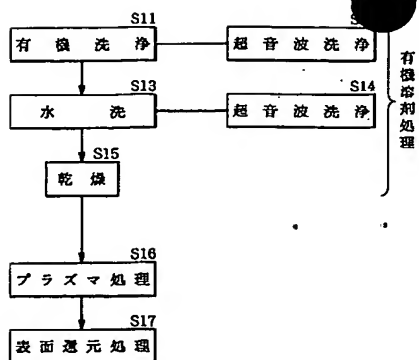 S11
有機洗浄
S
超音波洗浄
S13
水洗
S14
超音波洗浄
有機溶剤処理
S15
乾燥
S16
プラズマ処理
S17
表面還元処理